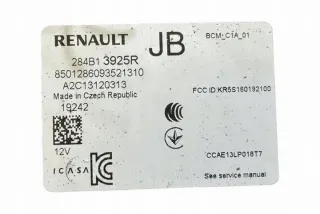 RENAULT
JB
BCM_C1A_01
284B1 3925R
8501286093521310
A2C13120313
Made in Czech Republic
19242
FCC ID:KR5S180192100
12V
ICASA
CCAE13LP018T7
See service manual